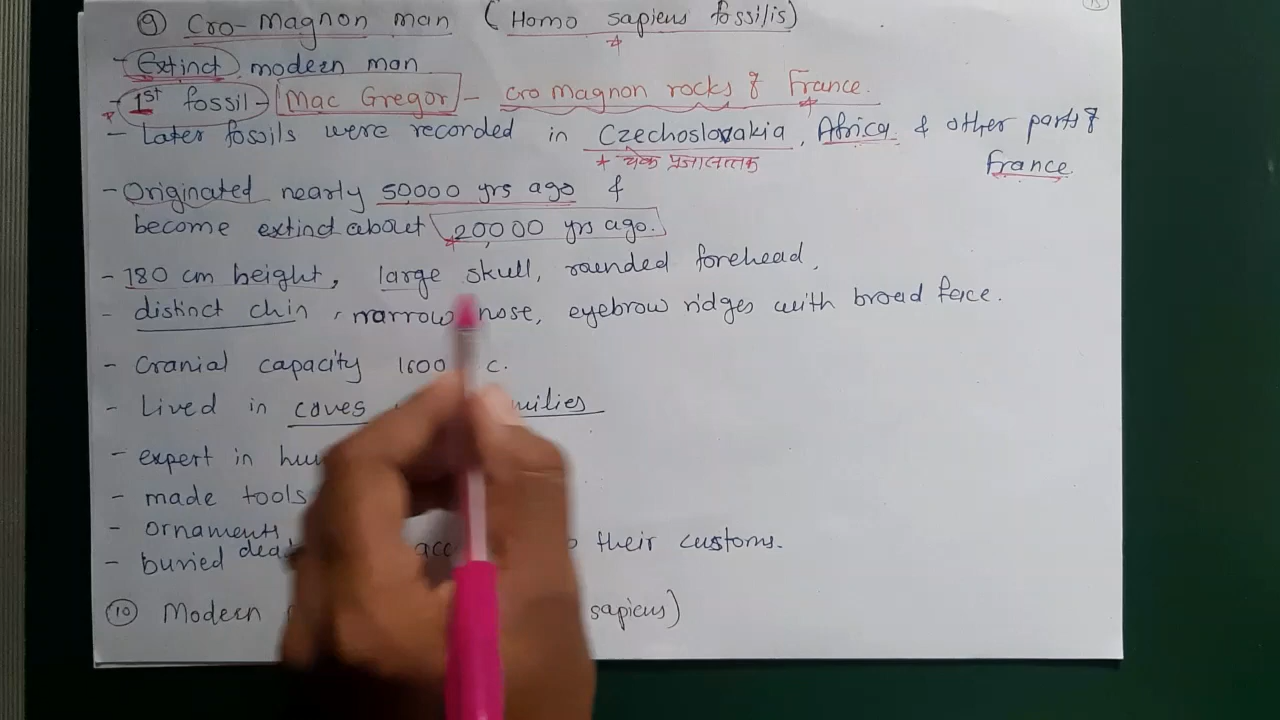 ⑨ Cro-Magnon man (Homo sapiens fossilis)
- Extinct modern man
- 1st fossil - Mac Gregor - cro magnon rocks of France.
- Later fossils were recorded in Czechoslovakia, Africa & other parts of France
* चेक प्रजासत्ताक
- Originated nearly 50000 yrs ago &
become extinct about 20,000 yrs ago.
- 180 cm height, large skull, rounded forehead,
- distinct chin, narrow nose, eyebrow ridges with broad face.
- Cranial capacity 1600 c.
- Lived in caves
- expert in
- made tools
- ornaments
- buried dead their customs.
⑩ Modern sapiens)